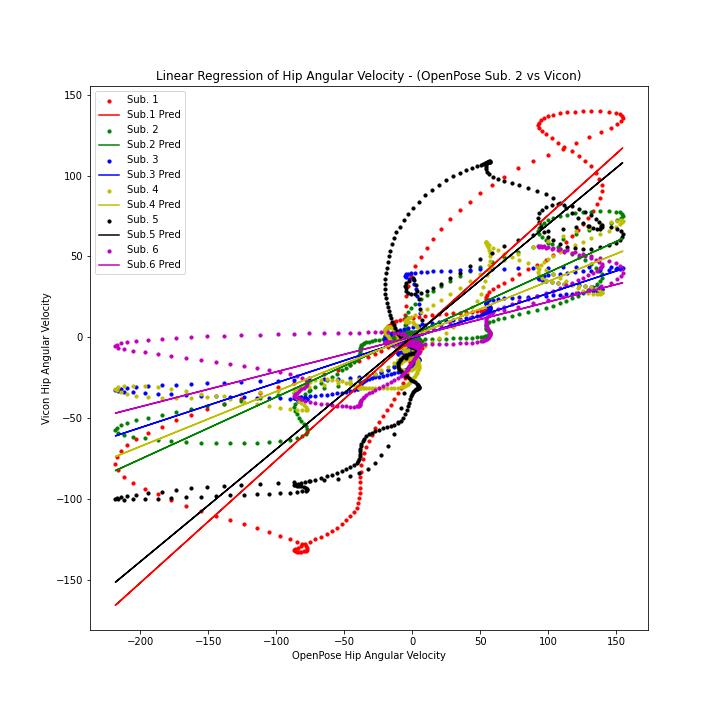 Linear Regression of Hip Angular Velocity - (OpenPose Sub. 2 vs Vicon)
Sub. 1
Sub.1 Pred
Sub. 2
Sub.2 Pred
Sub. 3
Sub.3 Pred
Sub. 4
Sub.4 Pred
Sub. 5
Sub.5 Pred
Sub. 6
Sub.6 Pred
Vicon Hip Angular Velocity
150
100
50
0
−50
−100
−150
−200 −150 −100 −50 0 50 100 150
OpenPose Hip Angular Velocity